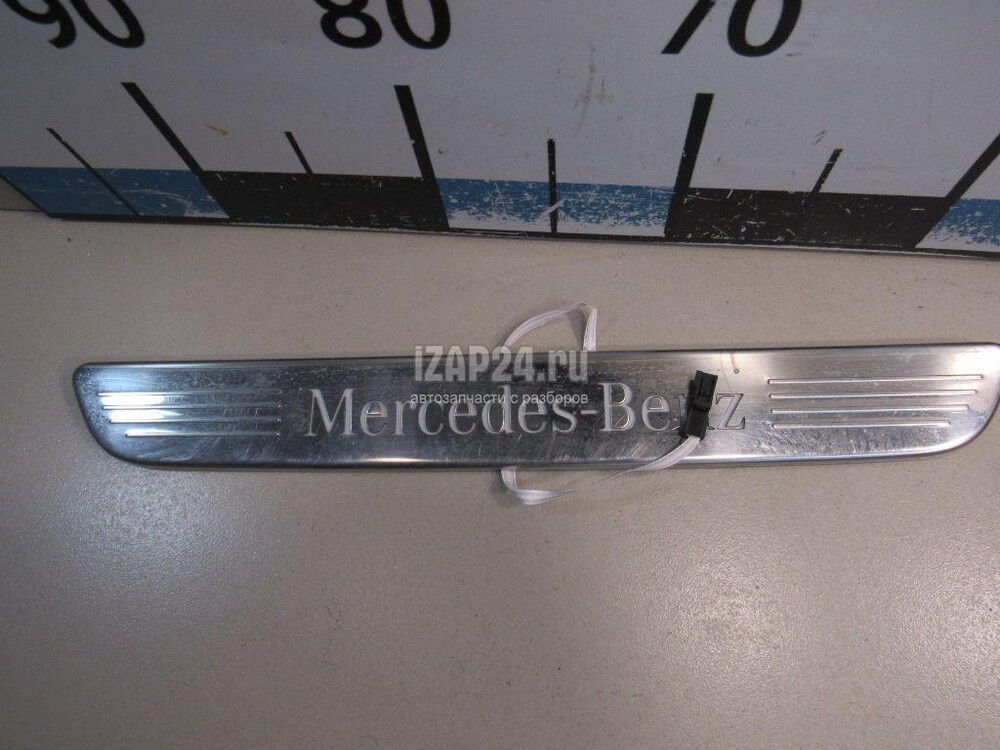 90 80 70
iZAP24.ru
автозапчасти с разборов
Mercedes-Benz